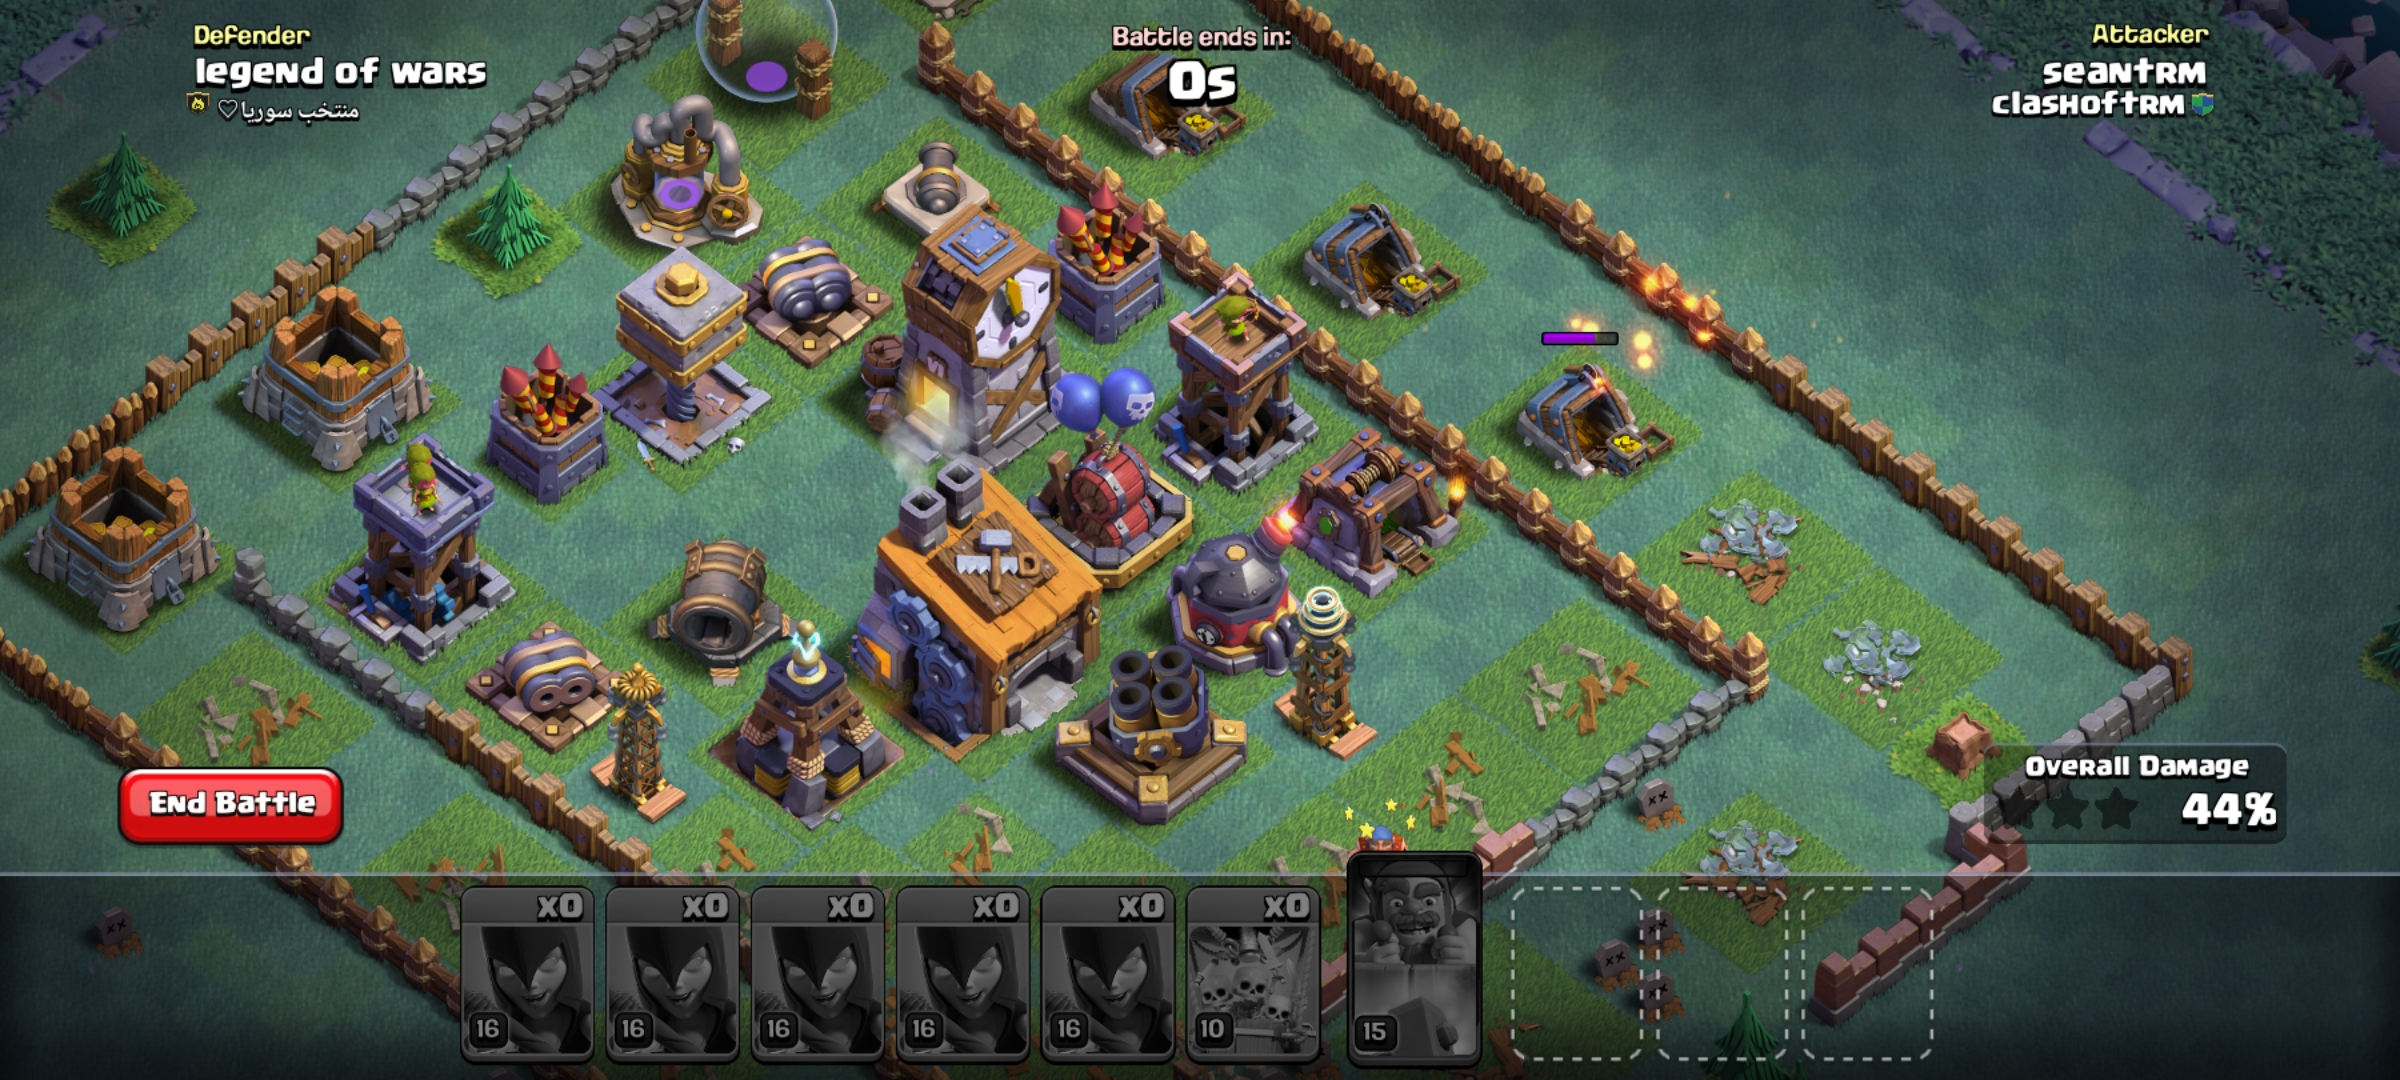 Defender
legend of wars
♡منتخب سوريا
Battle ends in:
0s
Attacker
seantRM
clashoftRM
End Battle
Overall Damage
44%
x0
x0
x0
x0
x0
x0
16
16
16
16
16
10
15